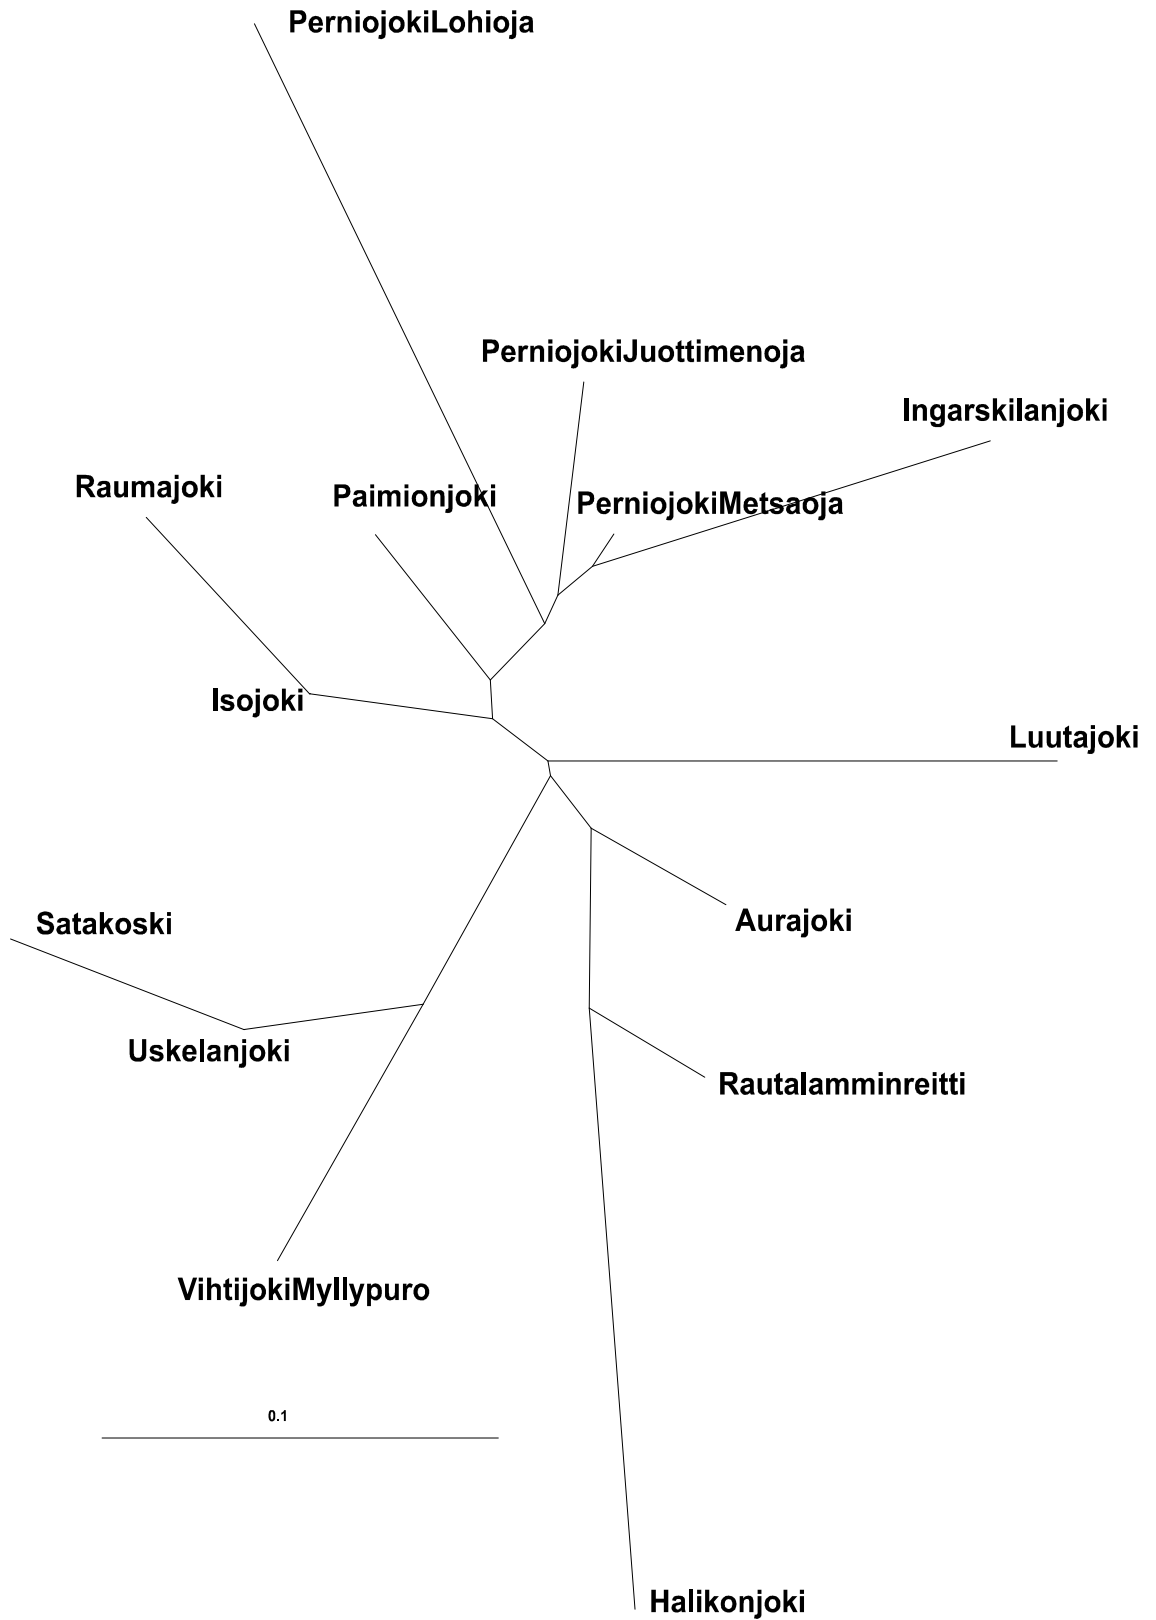 PerniojokiLohioja
PerniojokiJuottimenoja
Ingarskilanjoki
Raumajoki
Paimionjoki
PerniojokiMetsaoja
Isojoki
Luutajoki
Satakoski
Aurajoki
Uskelanjoki
Rautalamminreitti
VihtijokiMyllypuro
0.1
Halikonjoki